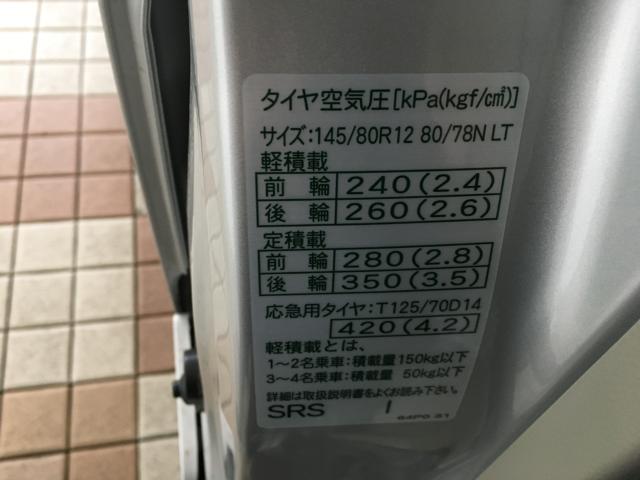 タイヤ空気圧[kPa(kgf/c㎡)]
サイズ:145/80R12 80/78N LT
軽積載
前輪 240(2.4)
後輪 260(2.6)
定積載
前輪 280(2.8)
後輪 350(3.5)
応急用タイヤ:T125/70D14
420(4.2)
軽積載とは、
1〜2名乗車:積載量150kg以下
3〜4名乗車:積載量 50kg以下
詳細は取扱説明書をよくお読み下さい。
SRS I
64P0 S1